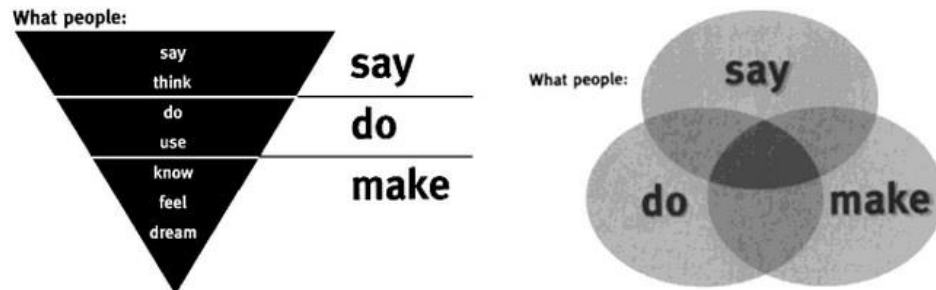 What people:
say
think
do
use
know
feel
dream
say
do
make
What people:
say
do
make